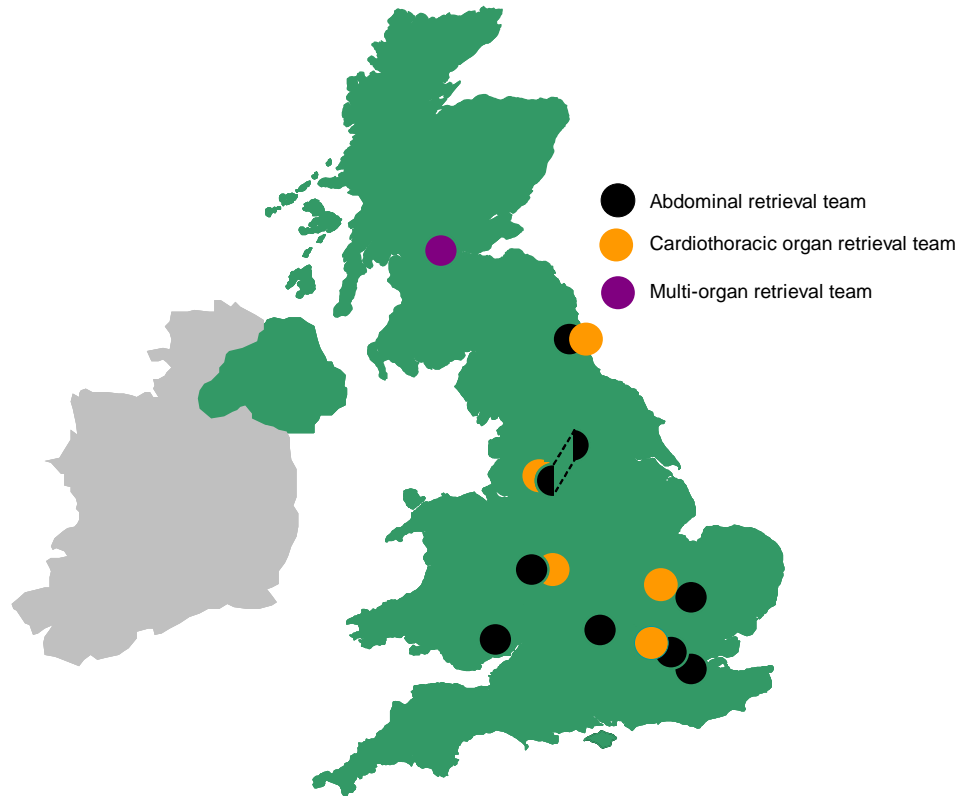 Abdominal retrieval team
Cardiothoracic organ retrieval team
Multi-organ retrieval team